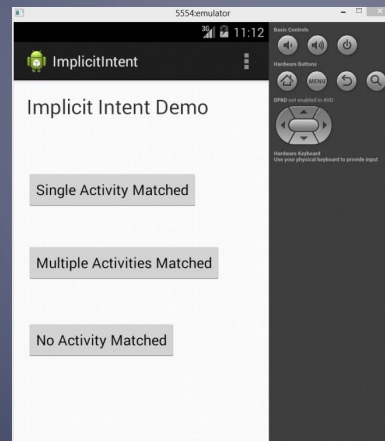 5554:emulator
3G 11:12
ImplicitIntent
Implicit Intent Demo
Single Activity Matched
Multiple Activities Matched
No Activity Matched
Basic Controls
Hardware Buttons
MENU
DPAD not enabled in AVD
Hardware Keyboard
Use your physical keyboard to provide input